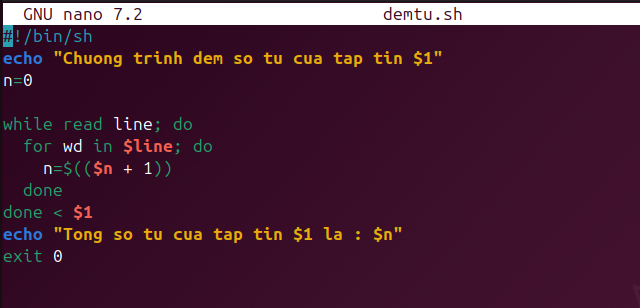 GNU nano 7.2 demtu.sh
#!/bin/sh
echo "Chuong trinh dem so tu cua tap tin $1"
n=0
while read line; do
for wd in $line; do
n=$(($n + 1))
done
done < $1
echo "Tong so tu cua tap tin $1 la : $n"
exit 0